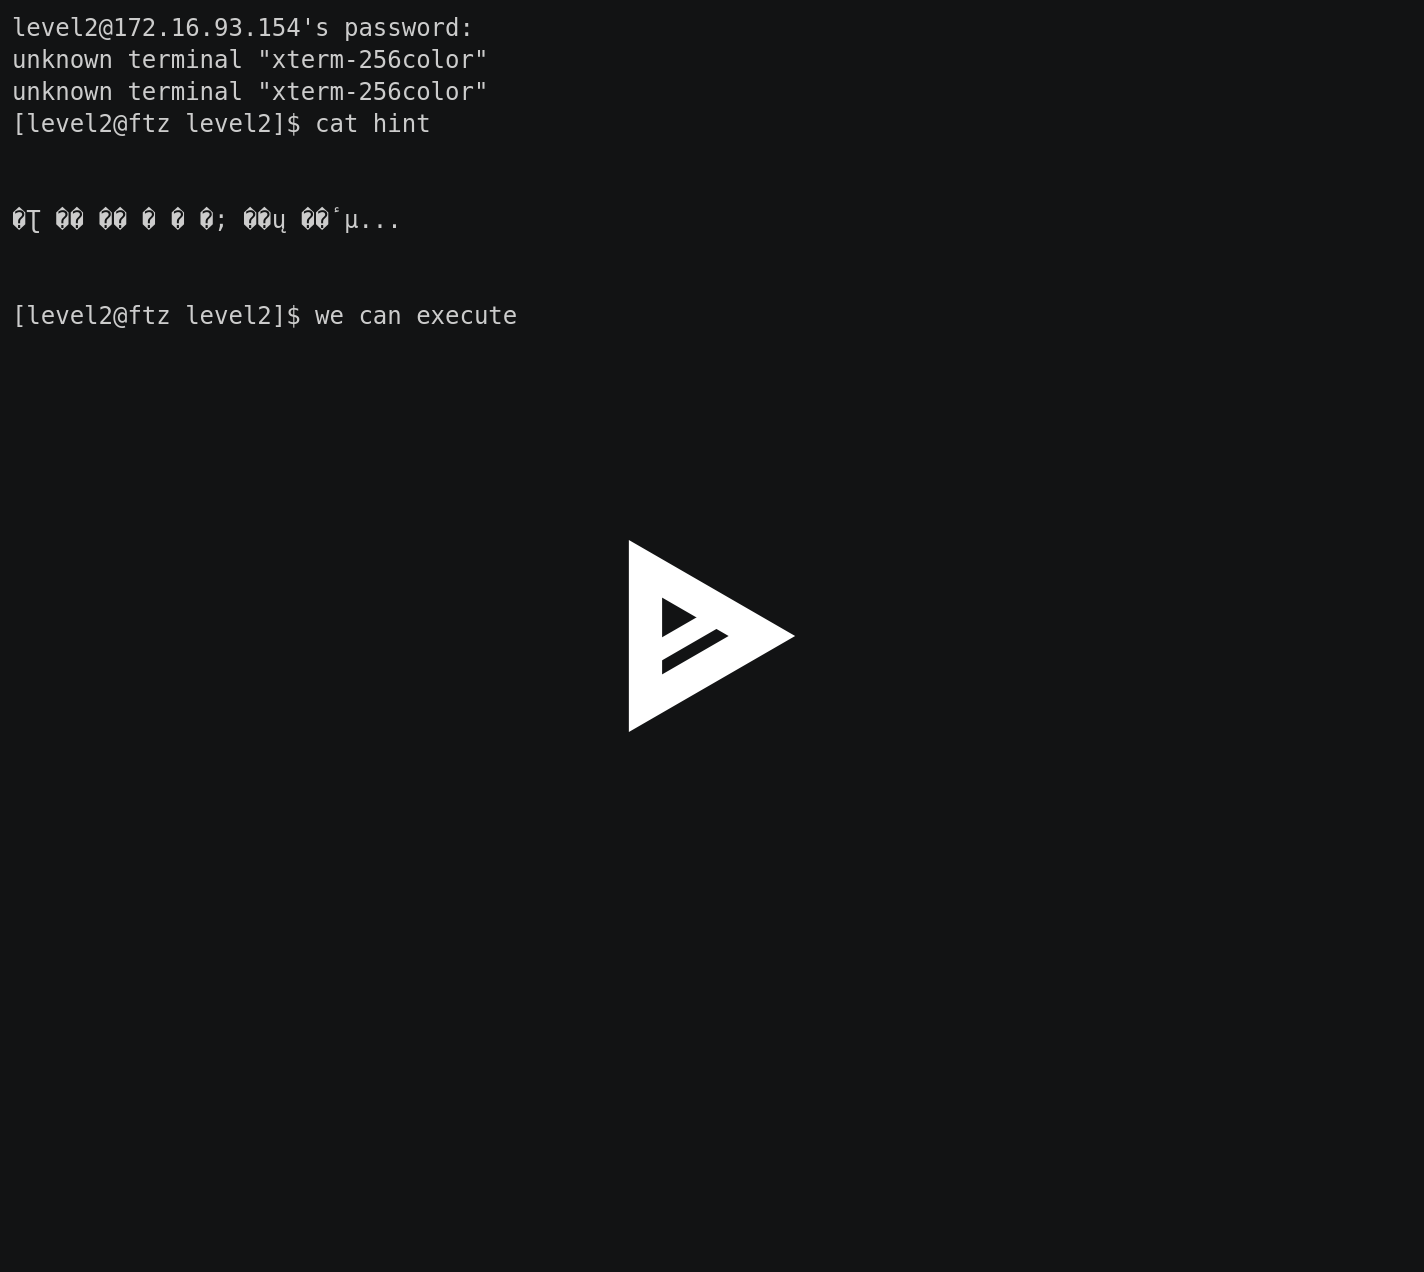 level2@172.16.93.154's password:
unknown terminal "xterm-256color"
unknown terminal "xterm-256color"
[level2@ftz level2]$ cat hint
�Ʈ �� �� � � �; ��ų ��ۀµ...
[level2@ftz level2]$ we can execute